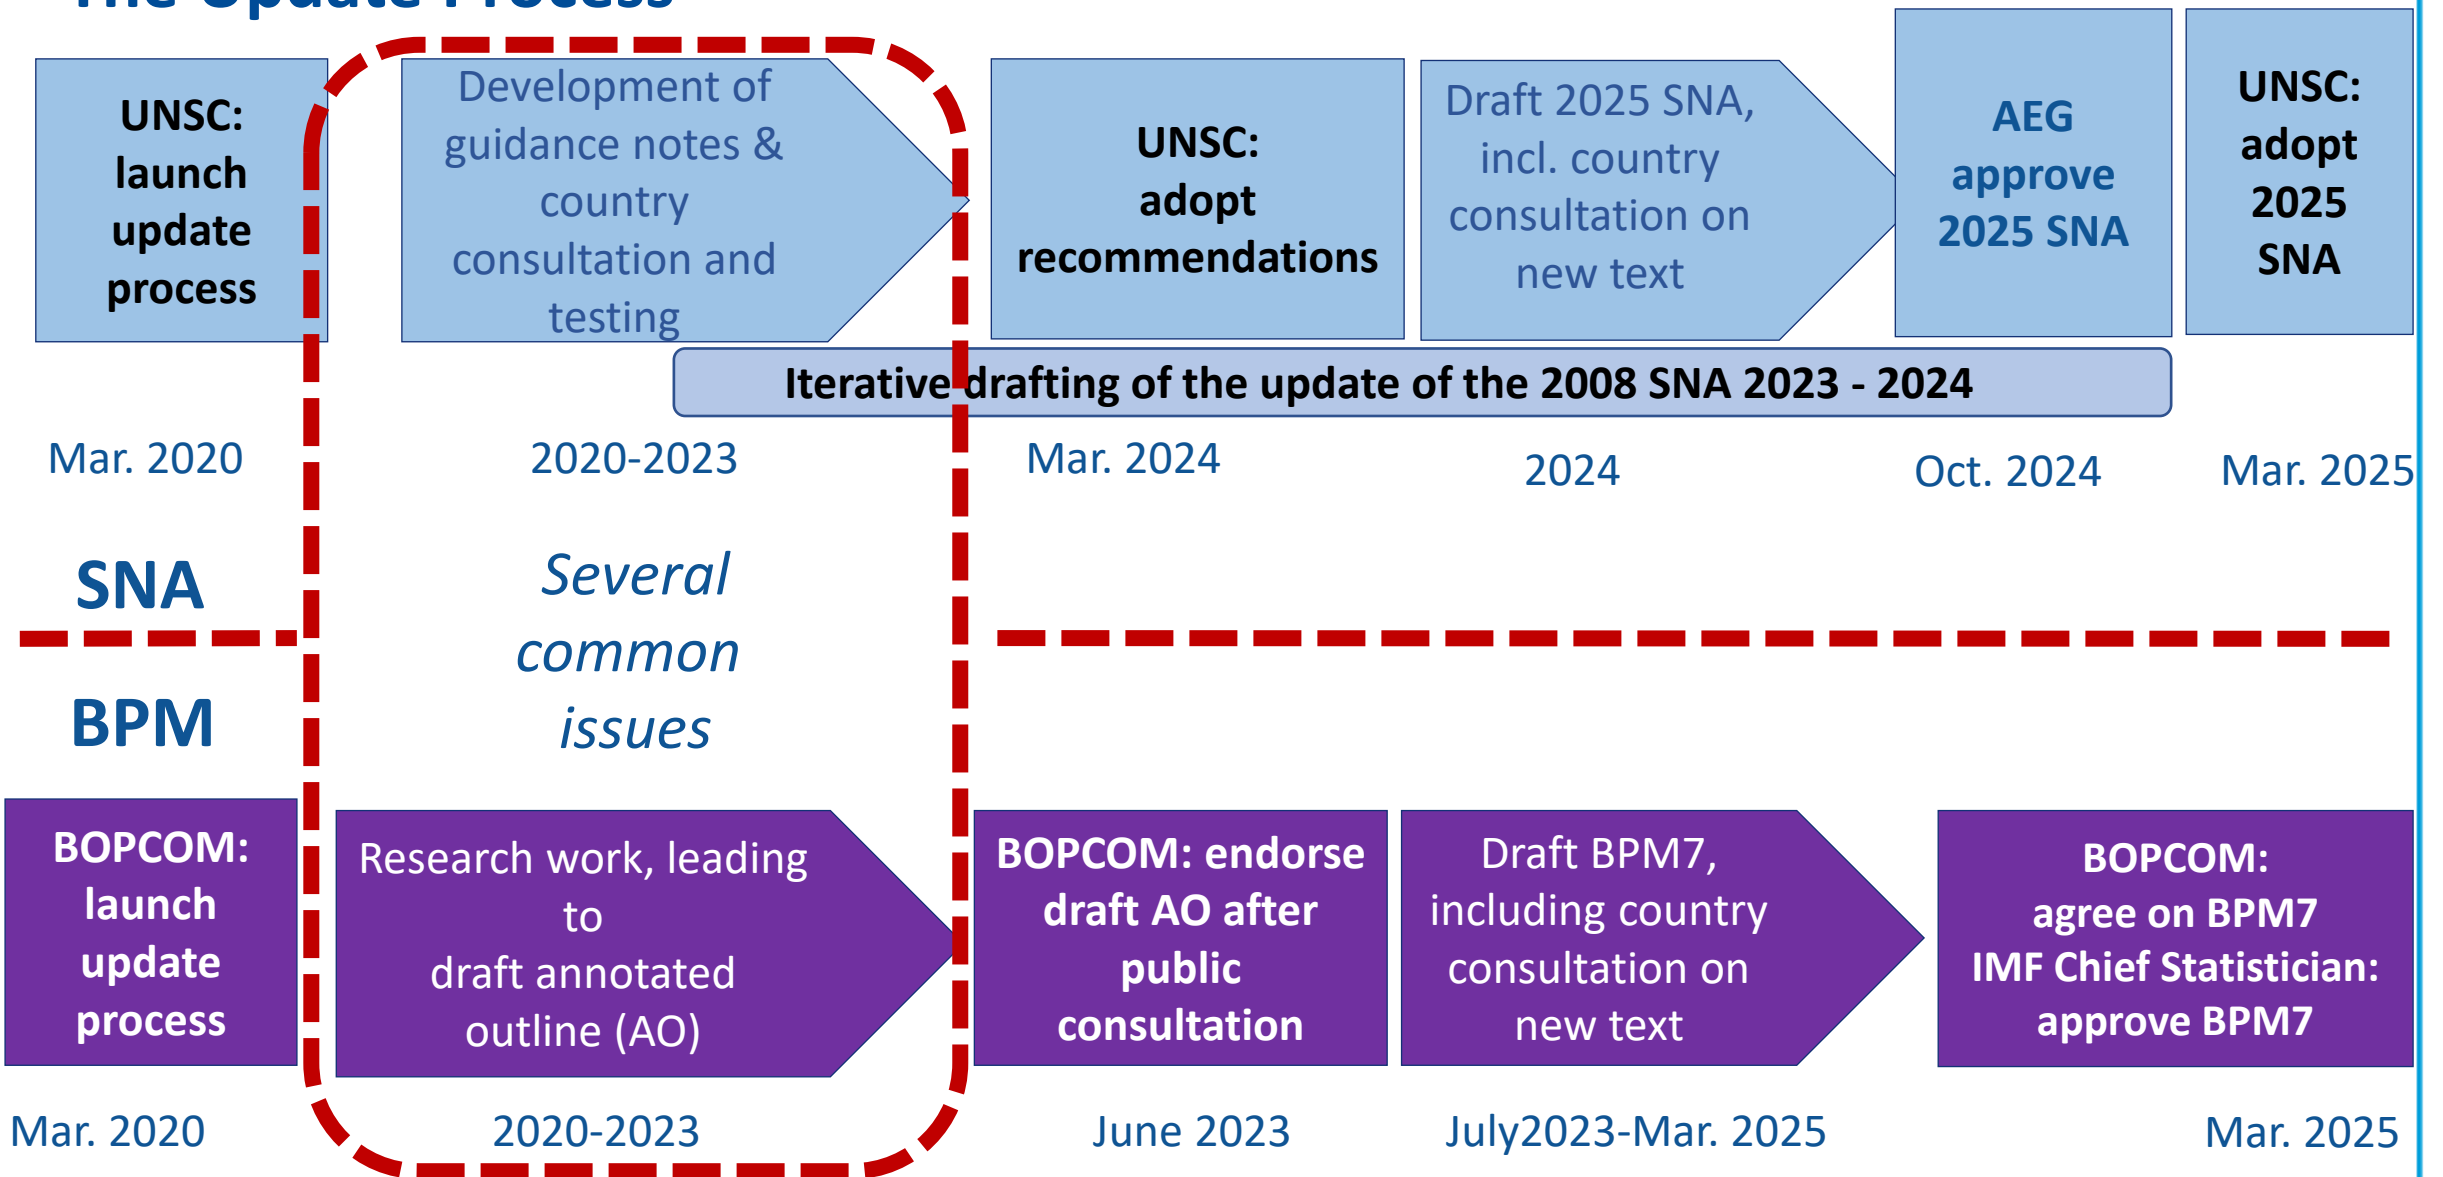 The Update Process
UNSC:
launch
update
process
Development of
guidance notes &
country
consultation and
testing
UNSC:
adopt
recommendations
Draft 2025 SNA,
incl. country
consultation on
new text
AEG
approve
2025 SNA
UNSC:
adopt
2025
SNA
Iterative drafting of the update of the 2008 SNA 2023 - 2024
Mar. 2020
2020-2023
Mar. 2024
2024
Oct. 2024
Mar. 2025
SNA
Several
common
issues
BPM
BOPCOM:
launch
update
process
Research work, leading
to
draft annotated
outline (AO)
BOPCOM: endorse
draft AO after
public
consultation
Draft BPM7,
including country
consultation on
new text
BOPCOM:
agree on BPM7
IMF Chief Statistician:
approve BPM7
Mar. 2020
2020-2023
June 2023
July2023-Mar. 2025
Mar. 2025